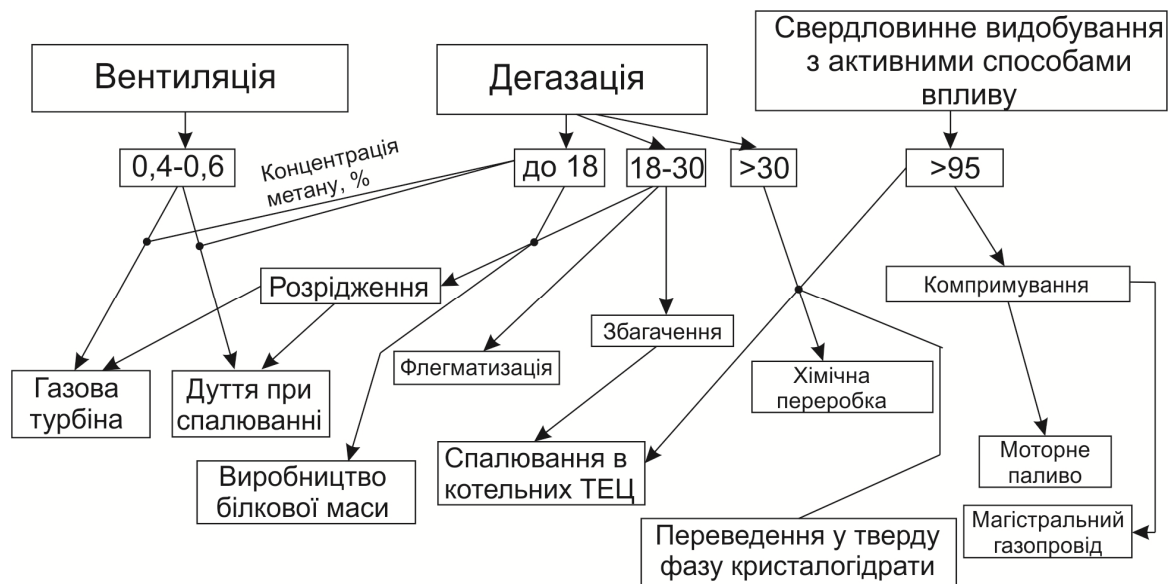 Вентиляція
Дегазація
Свердловинне видобування
з активними способами
впливу
0,4-0,6
Концентрація
метану, %
до 18
18-30
>30
>95
Розрідження
Компримування
Збагачення
Флегматизація
Газова
турбіна
Дуття при
спалюванні
Хімічна
переробка
Виробництво
білкової маси
Спалювання в
котельних ТЕЦ
Моторне
паливо
Переведення у тверду
фазу кристалогідрати
Магістральний
газопровід